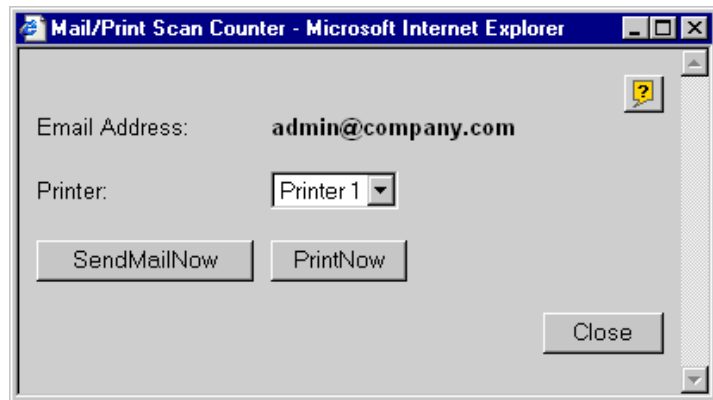 Mail/Print Scan Counter - Microsoft Internet Explorer
?
Email Address: admin@company.com
Printer: Printer 1
SendMailNow PrintNow
Close